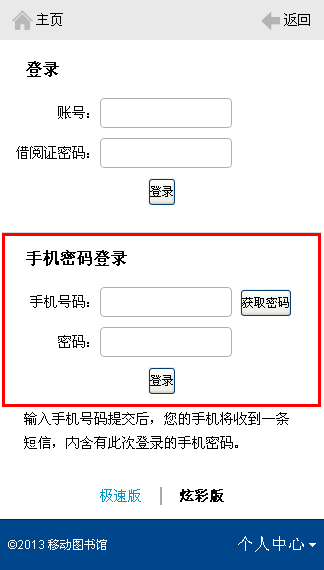 主页 返回
登录
账号：
借阅证密码：
登录
手机密码登录
手机号码： 获取密码
密码：
登录
输入手机号码提交后，您的手机将收到一条
短信，内含有此次登录的手机密码。
极速版 | 炫彩版
©2013 移动图书馆 个人中心